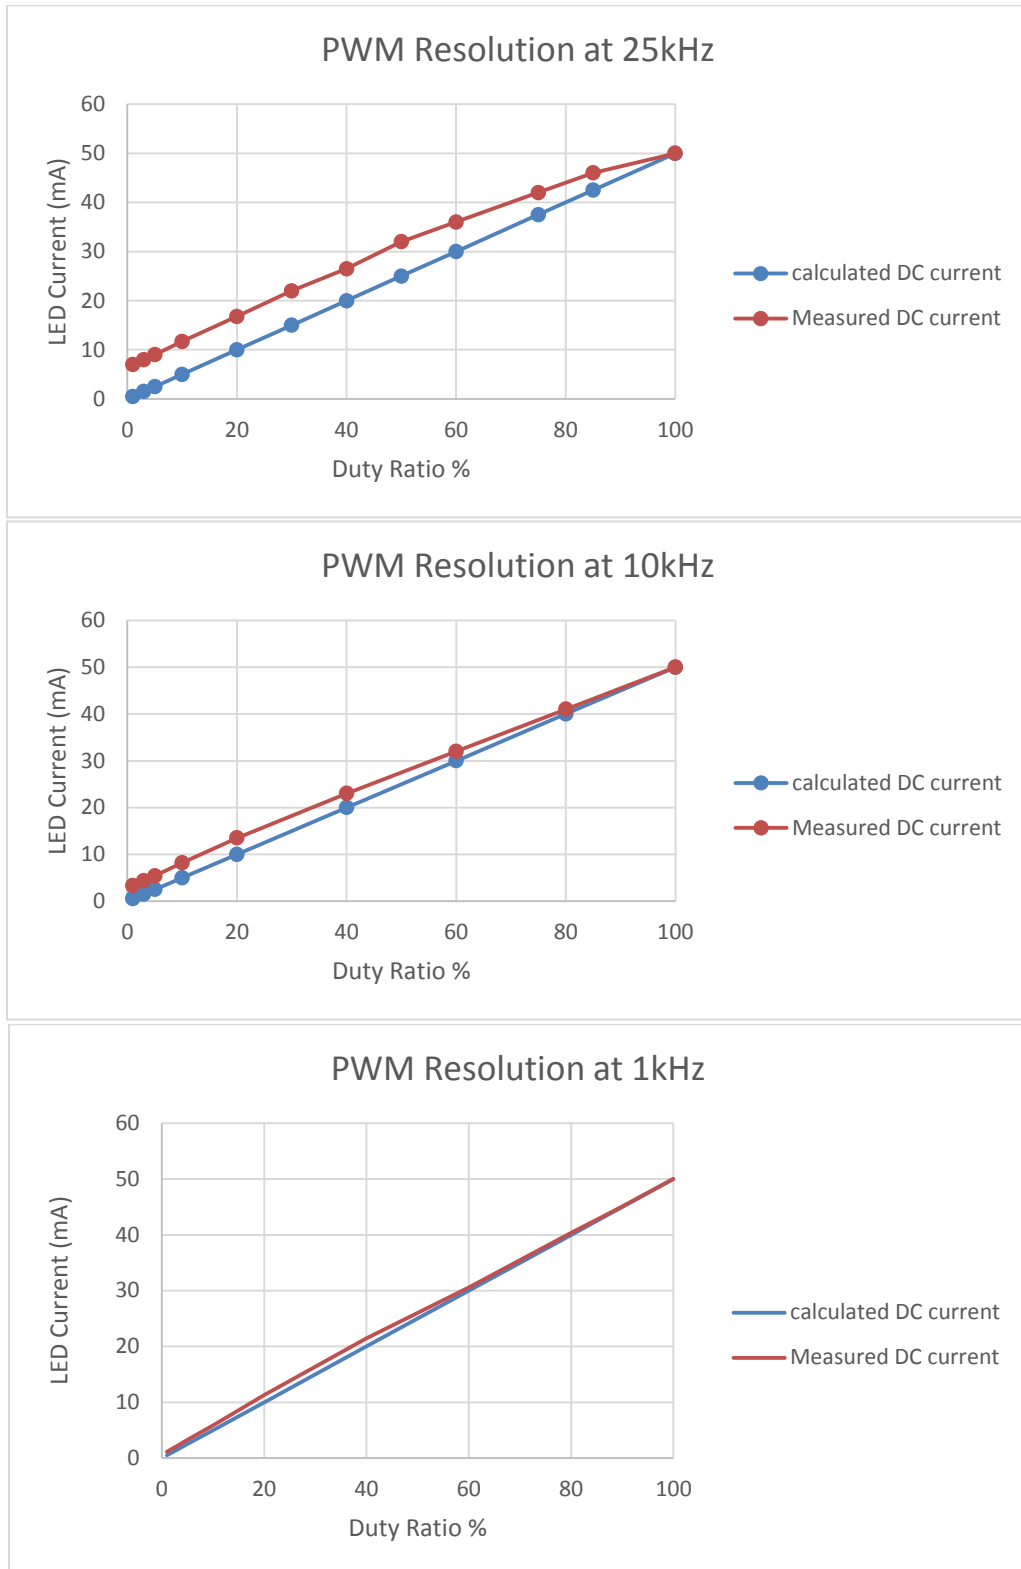 PWM Resolution at 25kHz
60
50
40
30
20
10
0
0 20 40 60 80 100
LED Current (mA)
Duty Ratio %
calculated DC current
Measured DC current
PWM Resolution at 10kHz
60
50
40
30
20
10
0
0 20 40 60 80 100
LED Current (mA)
Duty Ratio %
calculated DC current
Measured DC current
PWM Resolution at 1kHz
60
50
40
30
20
10
0
0 20 40 60 80 100
LED Current (mA)
Duty Ratio %
calculated DC current
Measured DC current